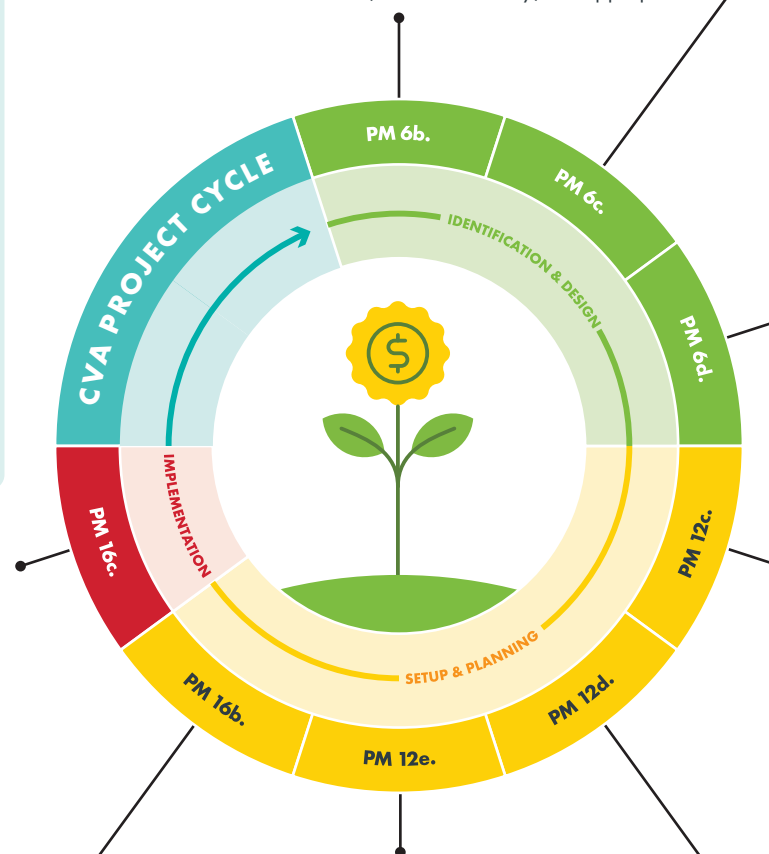 PM 6b.
PM 6c.
PM 6d.
PM 12c.
PM 12d.
PM 12e.
PM 16b.
PM 16c.
CVA PROJECT CYCLE
IDENTIFICATION & DESIGN
SETUP & PLANNING
IMPLEMENTATION
$